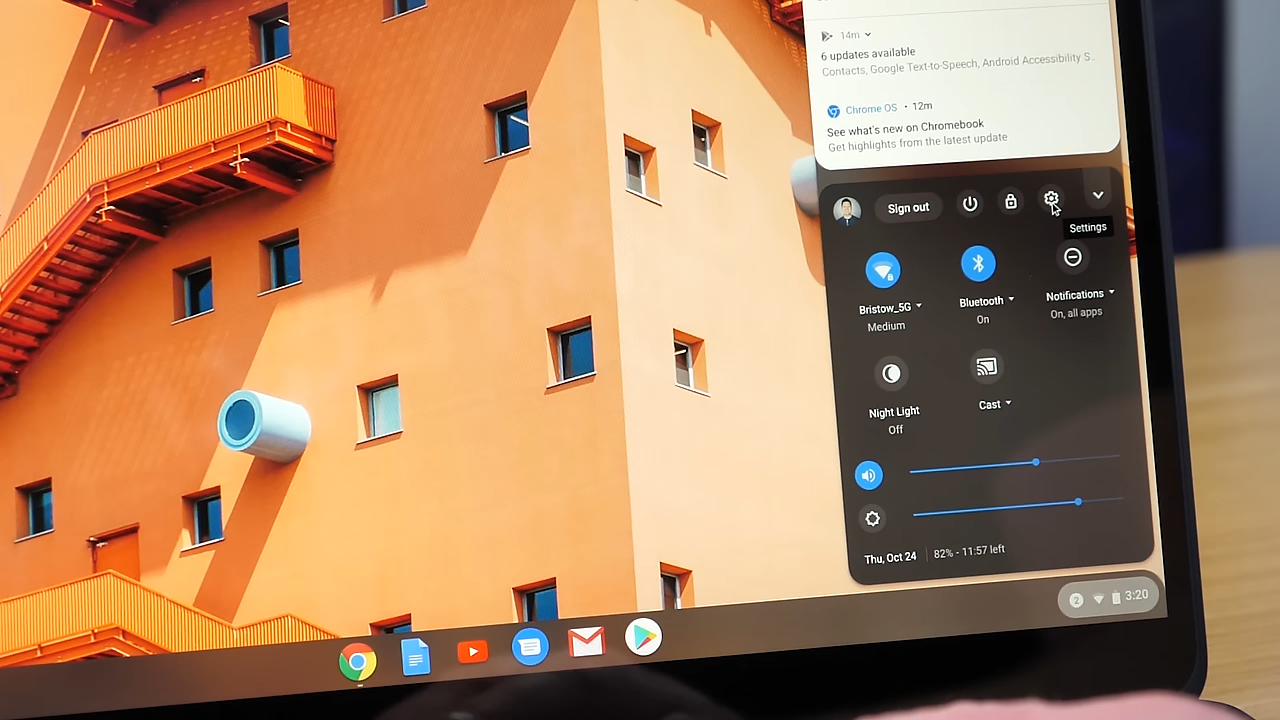 14m
6 updates available
Contacts, Google Text-to-Speech, Android Accessibility S..
Chrome OS • 12m
See what's new on Chromebook
Get highlights from the latest update
Sign out
Settings
Bristow_5G
Medium
Bluetooth
On
Notifications
On, all apps
Night Light
Off
Cast
Thu, Oct 24
82% - 11:57 left
2
3:20